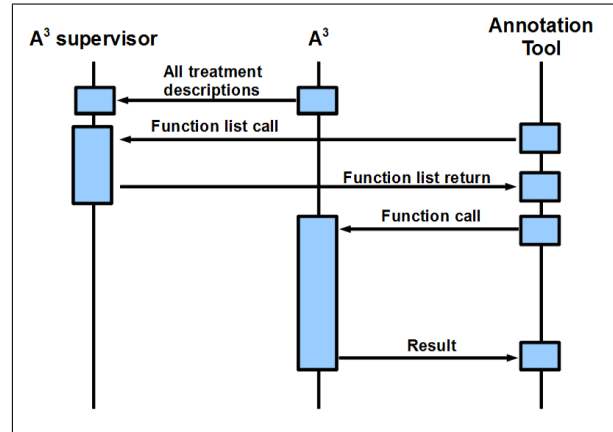 A³ supervisor
A³
Annotation
Tool
All treatment
descriptions
Function list call
Function list return
Function call
Result